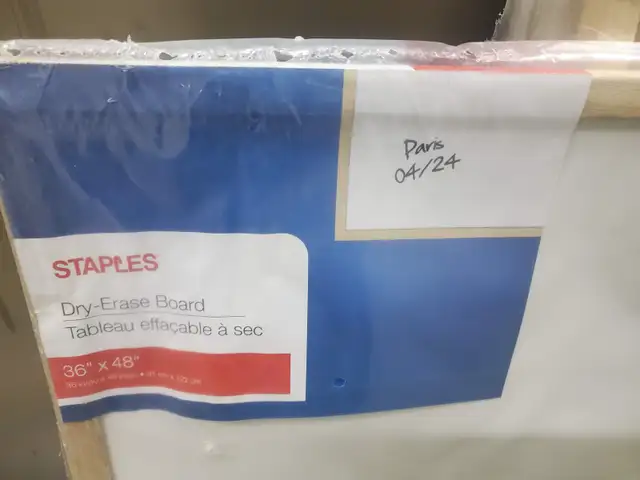 Paris
04/24
STAPLES
Dry-Erase Board
Tableau effaçable à sec
36" x 48"